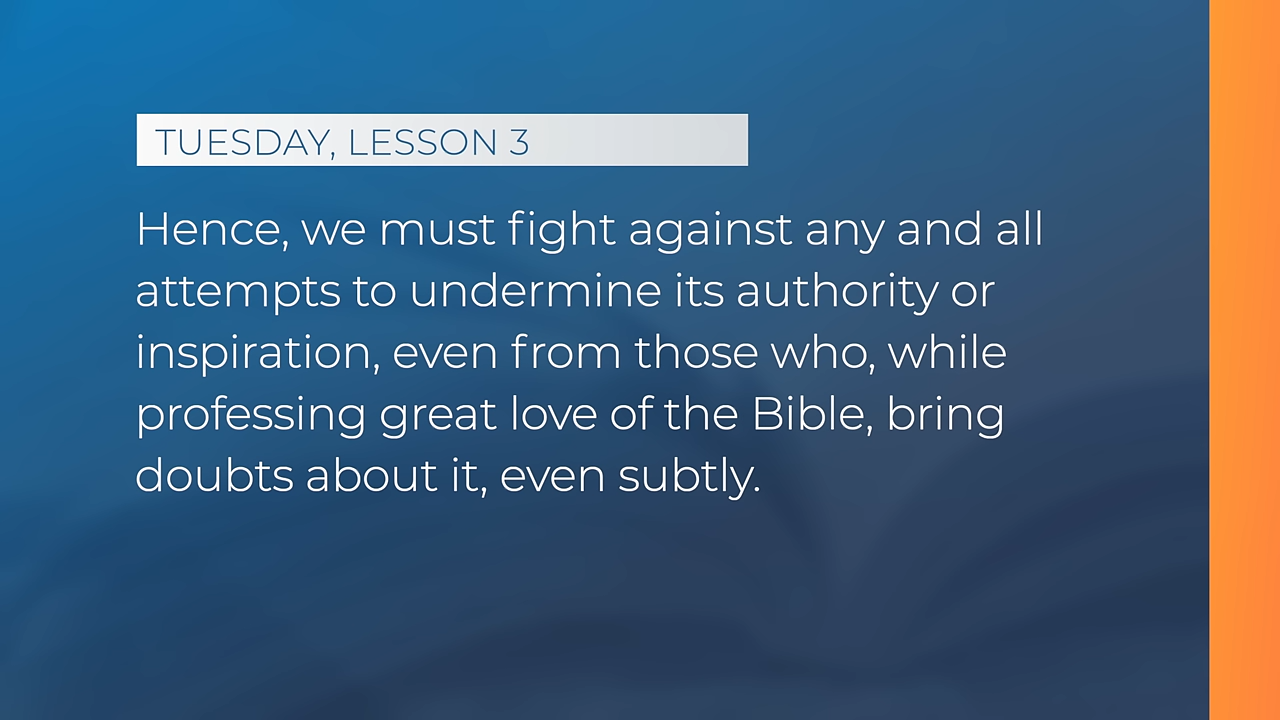 TUESDAY, LESSON 3
Hence, we must fight against any and all
attempts to undermine its authority or
inspiration, even from those who, while
professing great love of the Bible, bring
doubts about it, even subtly.